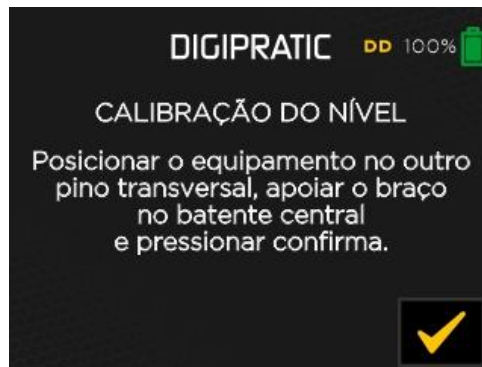 DIGIPRATIC DD 100%
CALIBRAÇÃO DO NÍVEL
Posicionar o equipamento no outro
pino transversal, apoiar o braço
no batente central
e pressionar confirma.